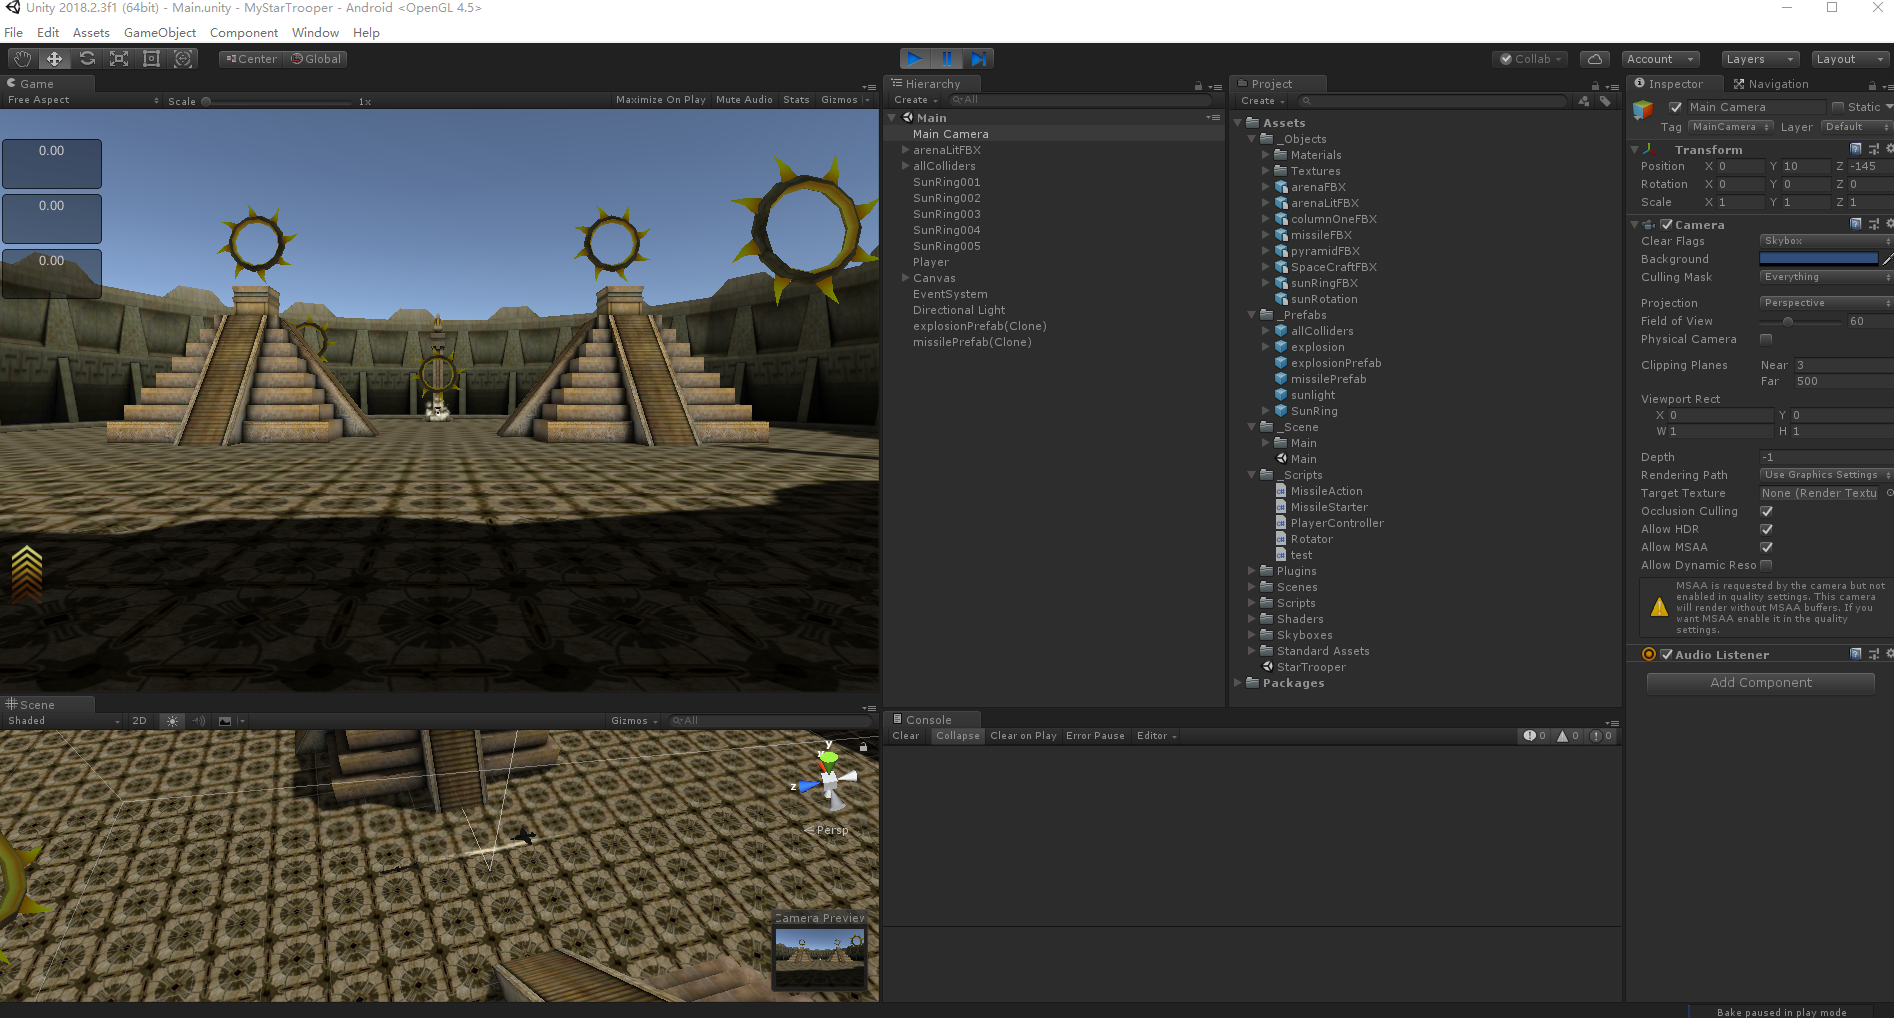 Unity 2018.2.3f1 (64bit) - Main.unity - MyStarTrooper - Android <OpenGL 4.5>
File Edit Assets GameObject Component Window Help
Center Global Collab Account Layers Layout
Game
Free Aspect Scale 1x Maximize On Play Mute Audio Stats Gizmos
0.00
0.00
0.00
Scene
Shaded 2D Gizmos All
y
z
Persp
Camera Preview
Hierarchy
Create All
Main
Main Camera
arenaLitFBX
allColliders
SunRing001
SunRing002
SunRing003
SunRing004
SunRing005
Player
Canvas
EventSystem
Directional Light
explosionPrefab(Clone)
missilePrefab(Clone)
Project
Create
Assets
_Objects
Materials
Textures
arenaFBX
arenaLitFBX
columnOneFBX
missileFBX
pyramidFBX
SpaceCraftFBX
sunRingFBX
sunRotation
_Prefabs
allColliders
explosion
explosionPrefab
missilePrefab
sunlight
SunRing
_Scene
Main
Main
_Scripts
MissileAction
MissileStarter
PlayerController
Rotator
test
Plugins
Scenes
Scripts
Shaders
Skyboxes
Standard Assets
StarTrooper
Packages
Console
Clear Collapse Clear on Play Error Pause Editor 0 0 0
Inspector Navigation
Main Camera Static
Tag MainCamera Layer Default
Transform
Position X 0 Y 10 Z -145
Rotation X 0 Y 0 Z 0
Scale X 1 Y 1 Z 1
Camera
Clear Flags Skybox
Background
Culling Mask Everything
Projection Perspective
Field of View 60
Physical Camera
Clipping Planes Near 3
Far 500
Viewport Rect
X 0 Y 0
W 1 H 1
Depth -1
Rendering Path Use Graphics Settings
Target Texture None (Render Textu
Occlusion Culling
Allow HDR
Allow MSAA
Allow Dynamic Reso
MSAA is requested by the camera but not
enabled in quality settings. This camera
will render without MSAA buffers. If you
want MSAA enable it in the quality
settings.
Audio Listener
Add Component
Bake paused in play mode